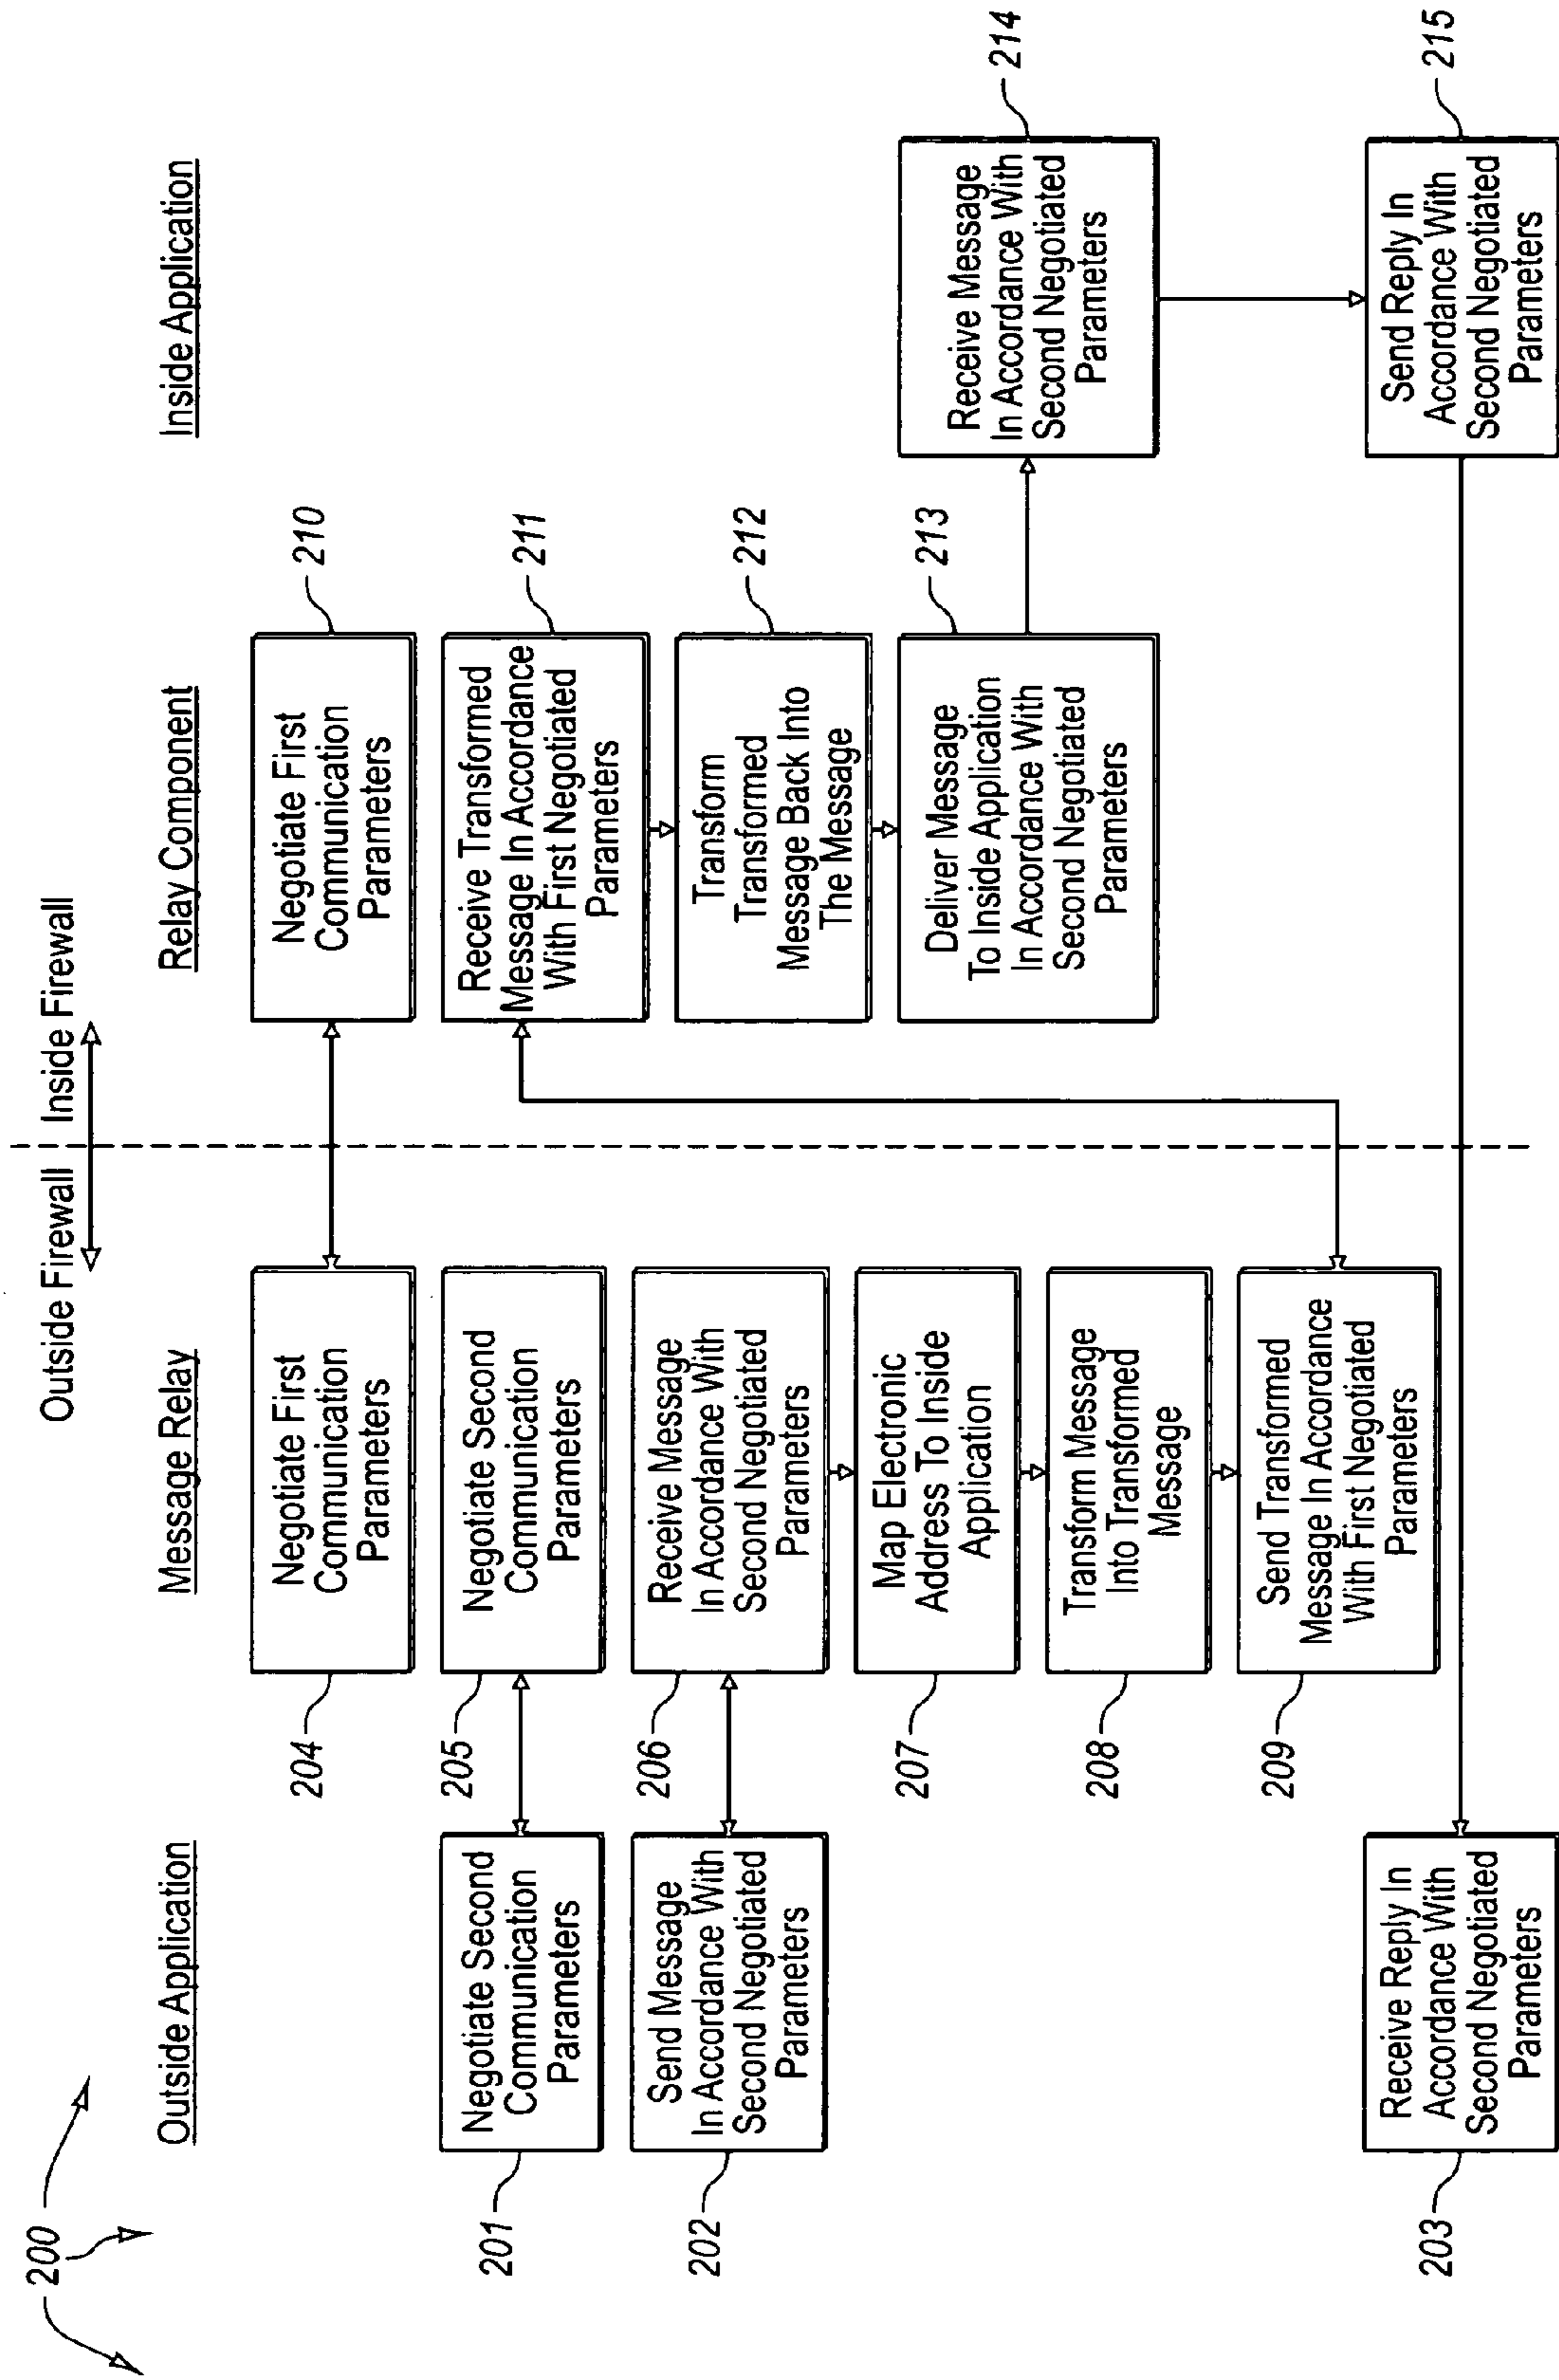 200
Outside Firewall
Inside Firewall
Outside Application
Message Relay
Relay Component
Inside Application
204
Negotiate First
Communication
Parameters
Negotiate First
Communication
Parameters
210
201
Negotiate Second
Communication
Parameters
205
Negotiate Second
Communication
Parameters
Receive Transformed
Message In Accordance
With First Negotiated
Parameters
211
202
Send Message
In Accordance With
Second Negotiated
Parameters
206
Receive Message
In Accordance With
Second Negotiated
Parameters
Transform
Transformed
Message Back Into
The Message
212
207
Map Electronic
Address To Inside
Application
Deliver Message
To Inside Application
In Accordance With
Second Negotiated
Parameters
213
Receive Message
In Accordance With
Second Negotiated
Parameters
214
208
Transform Message
Into Transformed
Message
209
Send Transformed
Message In Accordance
With First Negotiated
Parameters
203
Receive Reply In
Accordance With
Second Negotiated
Parameters
Send Reply In
Accordance With
Second Negotiated
Parameters
215